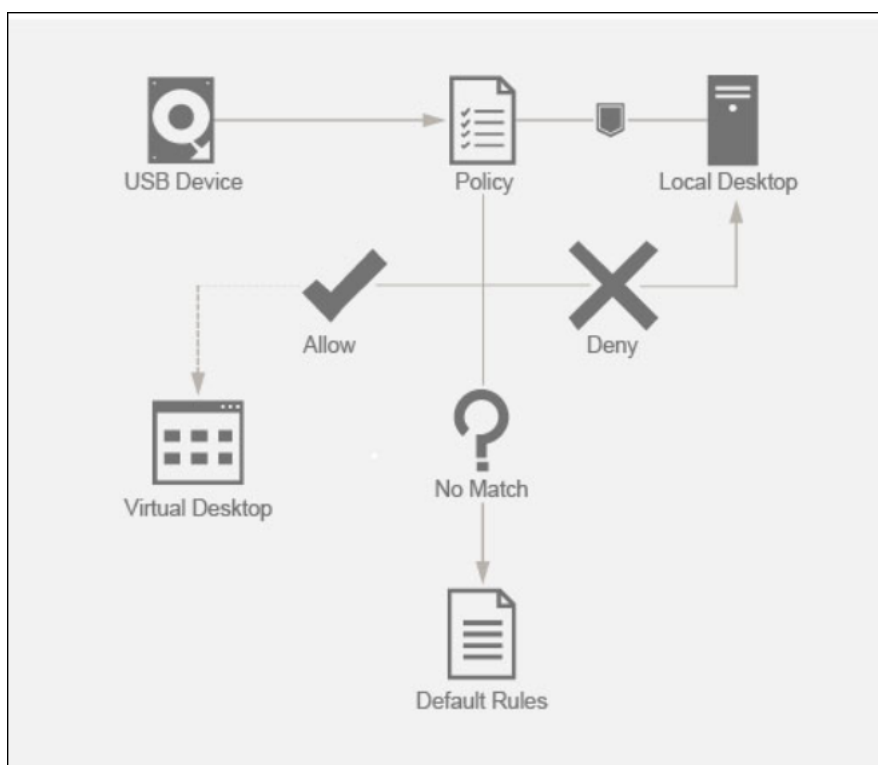 USB Device
Policy
Local Desktop
Allow
Deny
No Match
Virtual Desktop
Default Rules